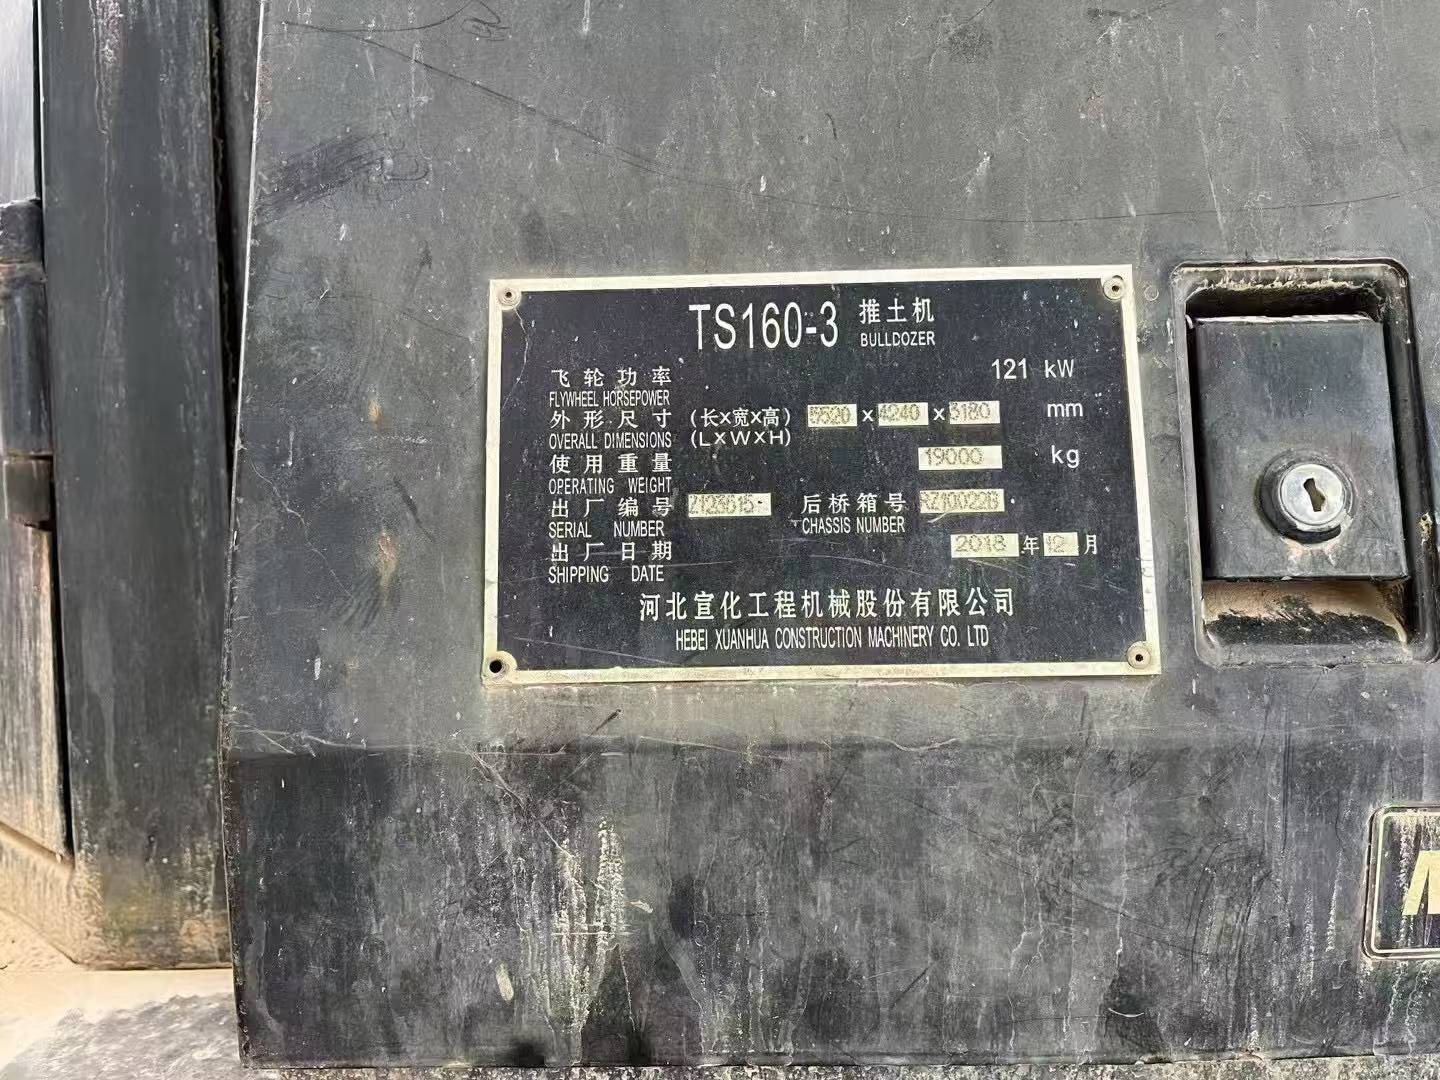 TS160-3 推土机
BULLDOZER
飞轮功率 121 kW
FLYWHEEL HORSEPOWER
外形尺寸 (长×宽×高) 5520 × 4240 × 3180 mm
OVERALL DIMENSIONS (L×W×H)
使用重量 19000 kg
OPERATING WEIGHT
出厂编号 后桥箱号
SERIAL NUMBER CHASSIS NUMBER
出厂日期 2018 年 12 月
SHIPPING DATE
河北宣化工程机械股份有限公司
HEBEI XUANHUA CONSTRUCTION MACHINERY CO. LTD